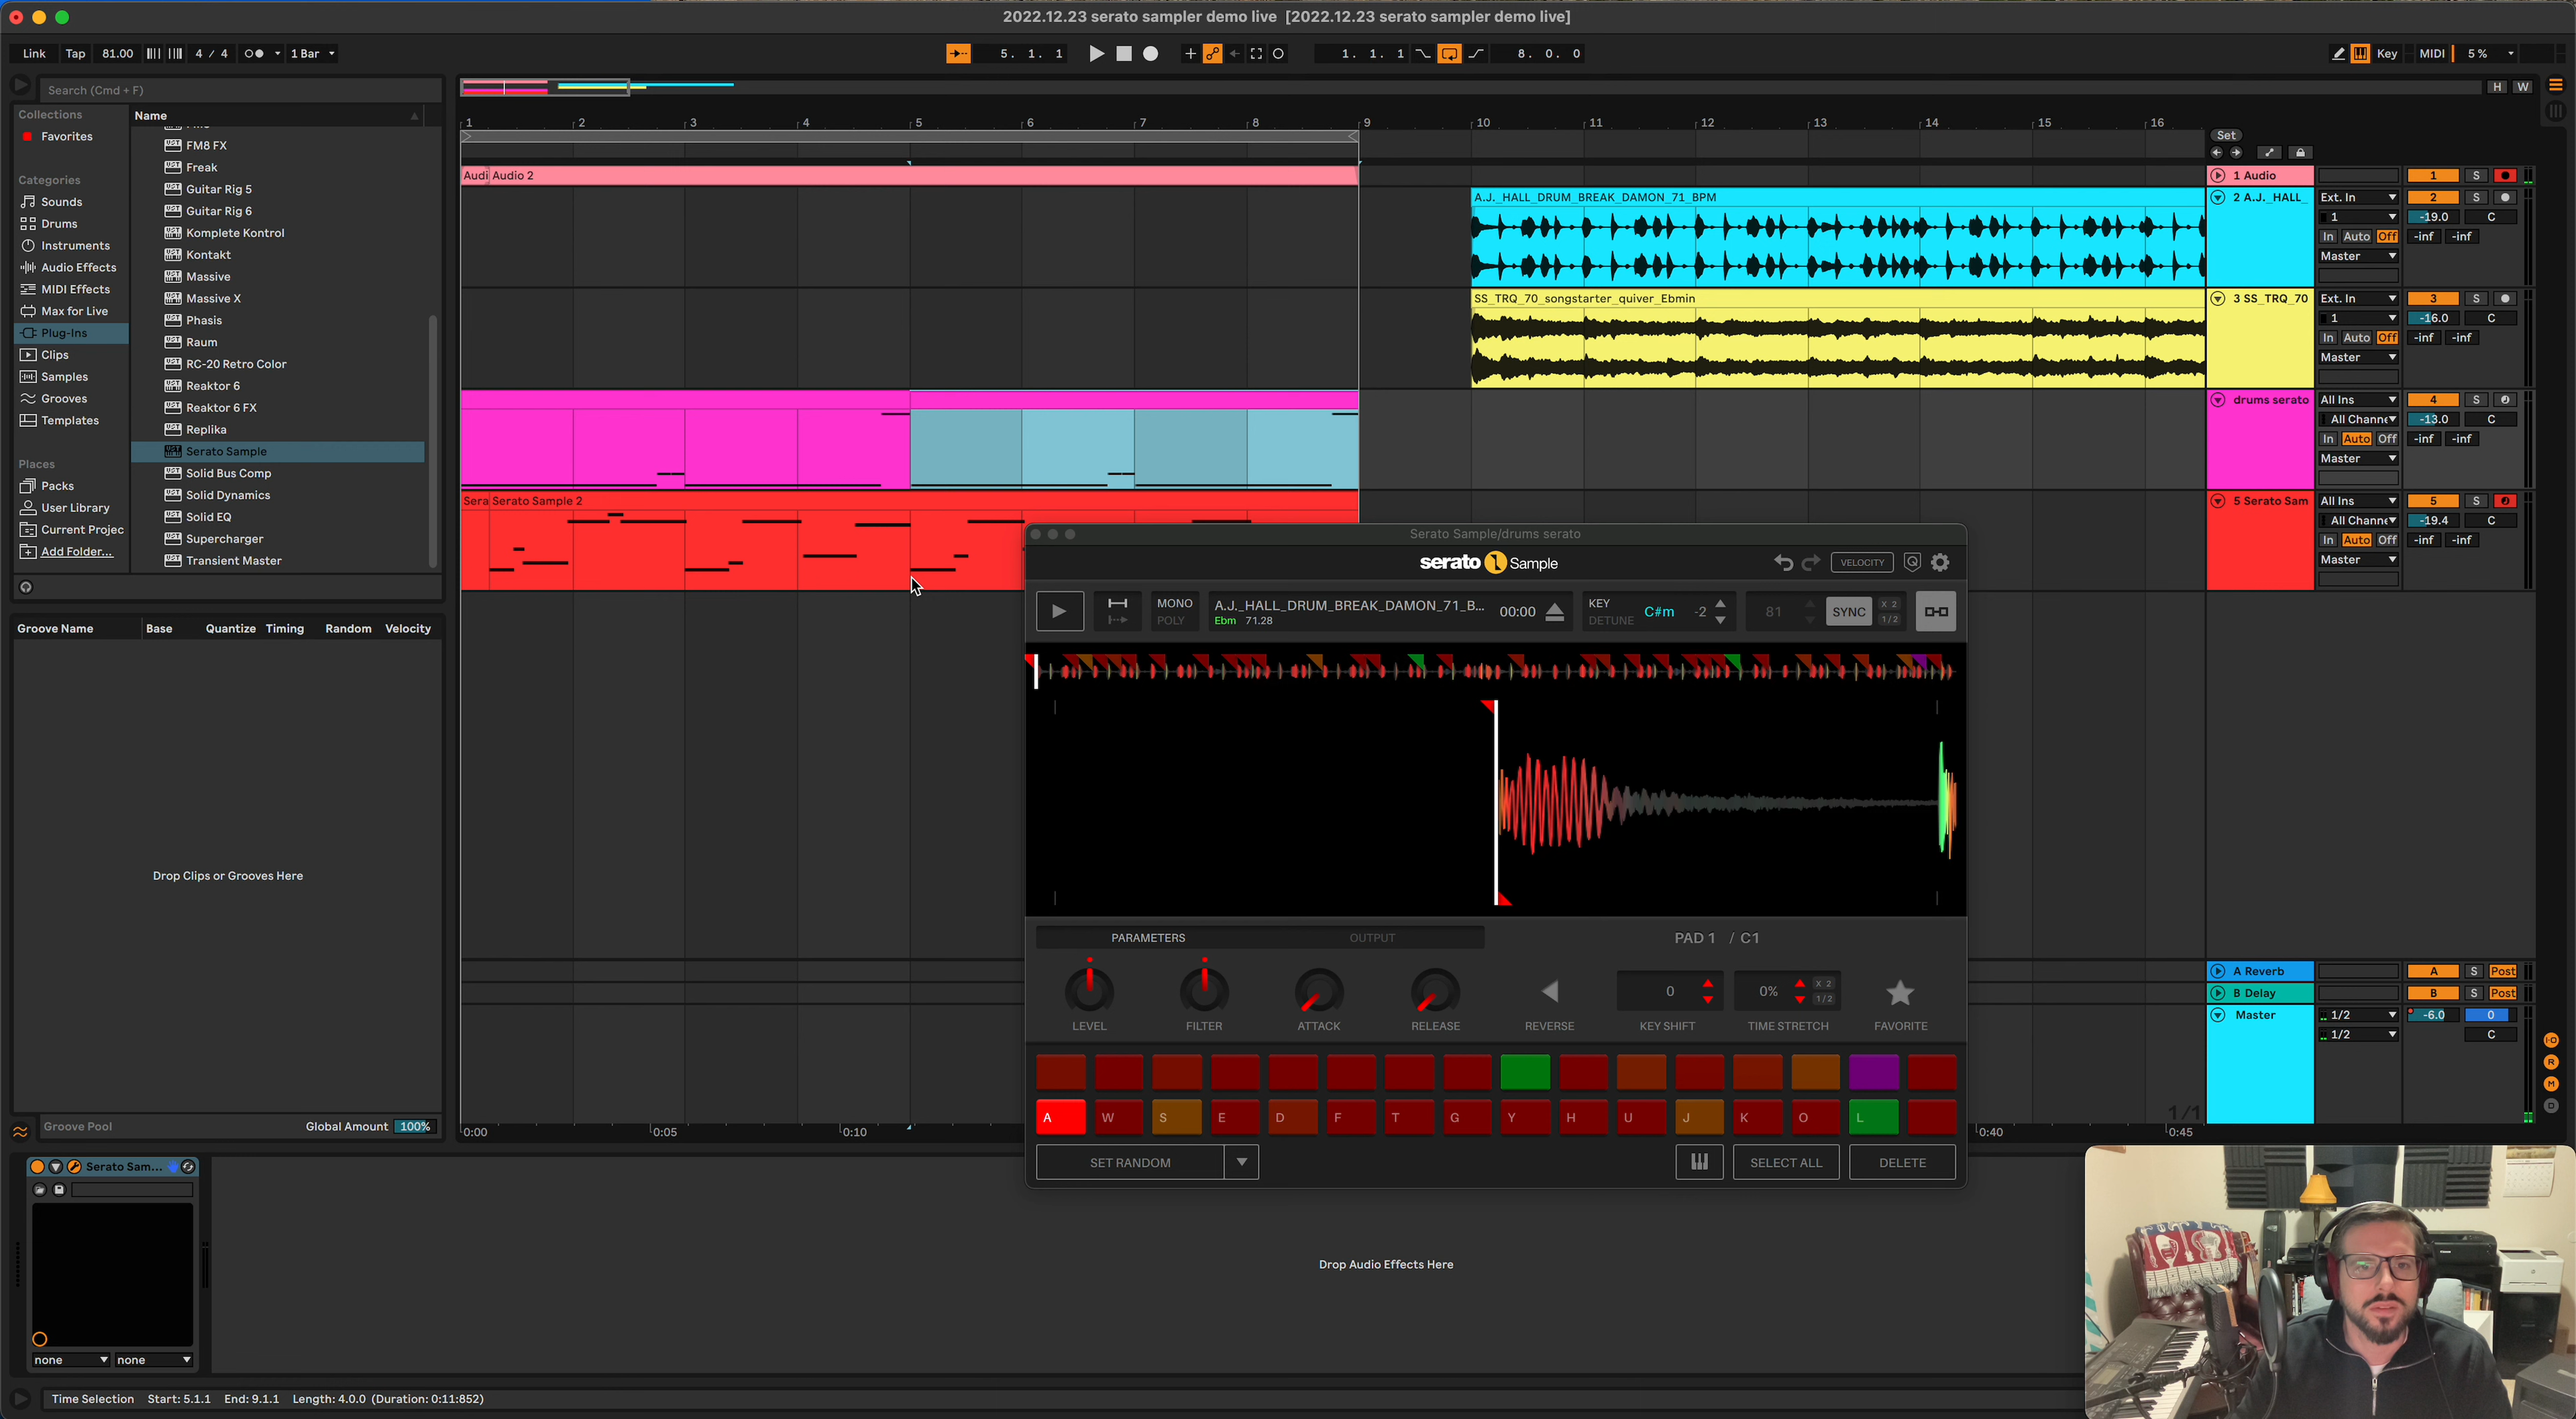 2022.12.23 serato sampler demo live [2022.12.23 serato sampler demo live]
Link Tap 81.00 4 / 4 1 Bar 5. 1. 1 1. 1. 1 8. 0. 0 Key MIDI 5 %
Search (Cmd + F)
H W
Collections
Favorites
Categories
Sounds
Drums
Instruments
Audio Effects
MIDI Effects
Max for Live
Plug-Ins
Clips
Samples
Grooves
Templates
Places
Packs
User Library
Current Projec
Add Folder...
Name
FM8 FX
Freak
Guitar Rig 5
Guitar Rig 6
Komplete Kontrol
Kontakt
Massive
Massive X
Phasis
Raum
RC-20 Retro Color
Reaktor 6
Reaktor 6 FX
Replika
Serato Sample
Solid Bus Comp
Solid Dynamics
Solid EQ
Supercharger
Transient Master
1 2 3 4 5 6 7 8 9 10 11 12 13 14 15 16
Set
Audi Audio 2
A.J._HALL_DRUM_BREAK_DAMON_71_BPM
SS_TRQ_70_songstarter_quiver_Ebmin
Sera Serato Sample 2
1 Audio 1 S
2 A.J._HALL_ Ext. In 2 S
1 -19.0 C
In Auto Off -inf -inf
Master
3 SS_TRQ_70 Ext. In 3 S
1 -16.0 C
In Auto Off -inf -inf
Master
drums serato All Ins 4 S
All Channe -13.0 C
In Auto Off -inf -inf
Master
5 Serato Sam All Ins 5 S
All Channe -19.4 C
In Auto Off -inf -inf
Master
Groove Name Base Quantize Timing Random Velocity
Drop Clips or Grooves Here
Groove Pool Global Amount 100%
Serato Sample/drums serato
serato Sample
VELOCITY
MONO
POLY
A.J._HALL_DRUM_BREAK_DAMON_71_B...
Ebm 71.28
00:00
KEY
DETUNE
C#m -2
81 SYNC X 2
1/2
PARAMETERS OUTPUT PAD 1 / C1
0 0% X 2
1/2
LEVEL FILTER ATTACK RELEASE REVERSE KEY SHIFT TIME STRETCH FAVORITE
A W S E D F T G Y H U J K O L
SET RANDOM SELECT ALL DELETE
A Reverb A S Post
B Delay B S Post
Master 1/2 -6.0 0
1/2 C
I·O
R
M
D
1/1
0:00 0:05 0:10 0:40 0:45
Serato Sam...
none none
Drop Audio Effects Here
Time Selection Start: 5.1.1 End: 9.1.1 Length: 4.0.0 (Duration: 0:11:852)